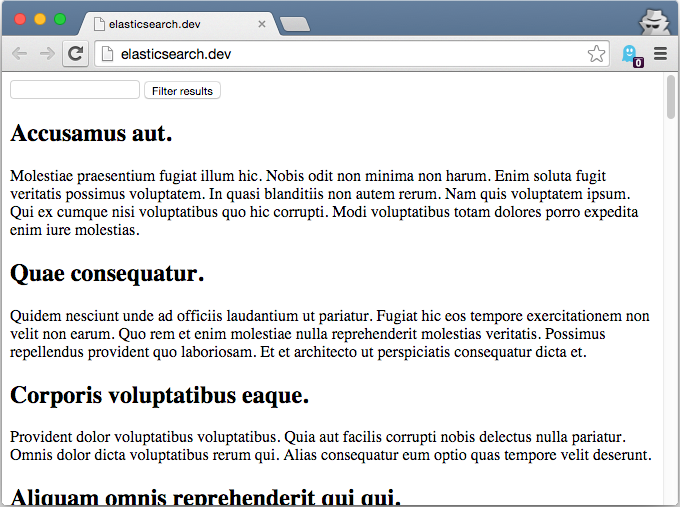 elasticsearch.dev
elasticsearch.dev
0
Filter results
Accusamus aut.
Molestiae praesentium fugiat illum hic. Nobis odit non minima non harum. Enim soluta fugit
veritatis possimus voluptatem. In quasi blanditiis non autem rerum. Nam quis voluptatem ipsum.
Qui ex cumque nisi voluptatibus quo hic corrupti. Modi voluptatibus totam dolores porro expedita
enim iure molestias.
Quae consequatur.
Quidem nesciunt unde ad officiis laudantium ut pariatur. Fugiat hic eos tempore exercitationem non
velit non earum. Quo rem et enim molestiae nulla reprehenderit molestias veritatis. Possimus
repellendus provident quo laboriosam. Et et architecto ut perspiciatis consequatur dicta et.
Corporis voluptatibus eaque.
Provident dolor voluptatibus voluptatibus. Quia aut facilis corrupti nobis delectus nulla pariatur.
Omnis dolor dicta voluptatibus rerum qui. Alias consequatur eum optio quas tempore velit deserunt.
Aliquam omnis reprehenderit qui qui.